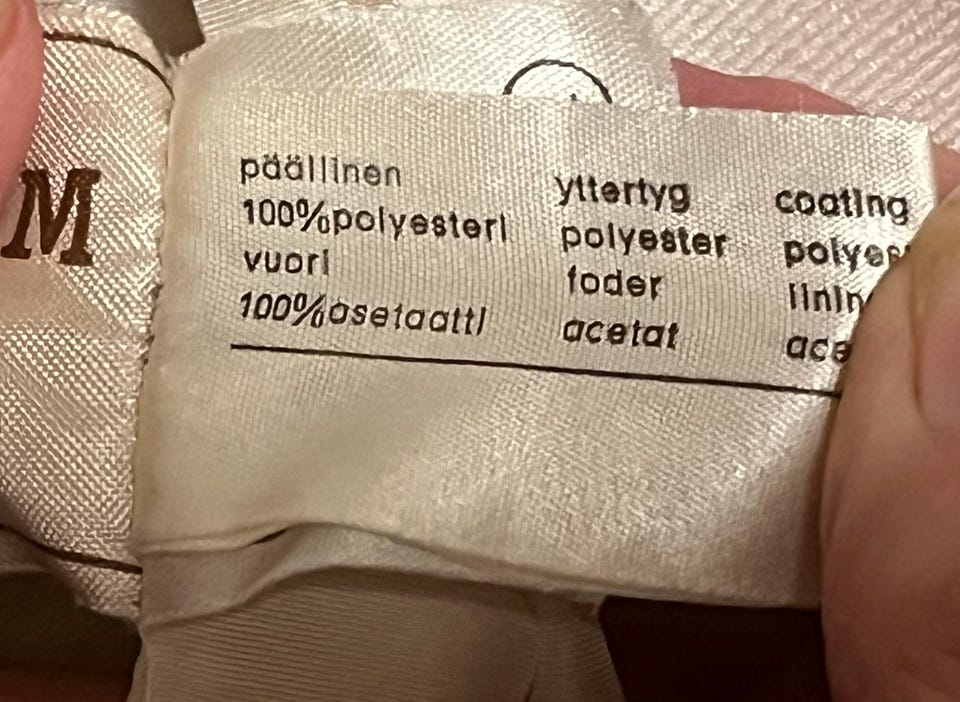 M
päällinen yttertyg coating
100%polyesteri polyester
vuori foder
100%asetaatti acetat